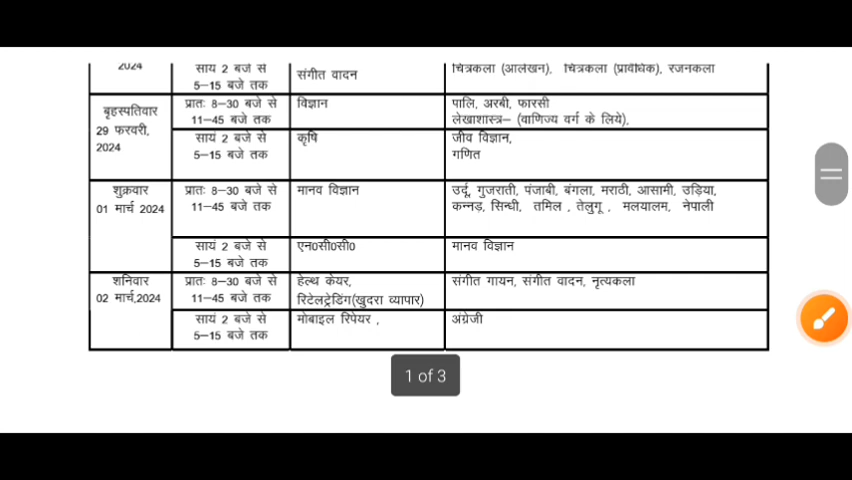 2024
सायं 2 बजे से
5–15 बजे तक
संगीत वादन
चित्रकला (आलेखन), चित्रकला (प्राविधिक), रंजनकला
बृहस्पतिवार
29 फरवरी,
2024
प्रातः 8–30 बजे से
11–45 बजे तक
विज्ञान
पालि, अरबी, फारसी
लेखाशास्त्र– (वाणिज्य वर्ग के लिये),
सायं 2 बजे से
5–15 बजे तक
कृषि
जीव विज्ञान,
गणित
शुक्रवार
01 मार्च 2024
प्रातः 8–30 बजे से
11–45 बजे तक
मानव विज्ञान
उर्दू, गुजराती, पंजाबी, बंगला, मराठी, आसामी, उड़िया,
कन्नड़, सिन्धी, तमिल , तेलुगू , मलयालम, नेपाली
सायं 2 बजे से
5–15 बजे तक
एन0सी0सी0
मानव विज्ञान
शनिवार
02 मार्च,2024
प्रातः 8–30 बजे से
11–45 बजे तक
हेल्थ केयर,
रिटेलट्रेडिंग(खुदरा व्यापार)
संगीत गायन, संगीत वादन, नृत्यकला
सायं 2 बजे से
5–15 बजे तक
मोबाइल रिपेयर ,
अंग्रेजी
1 of 3